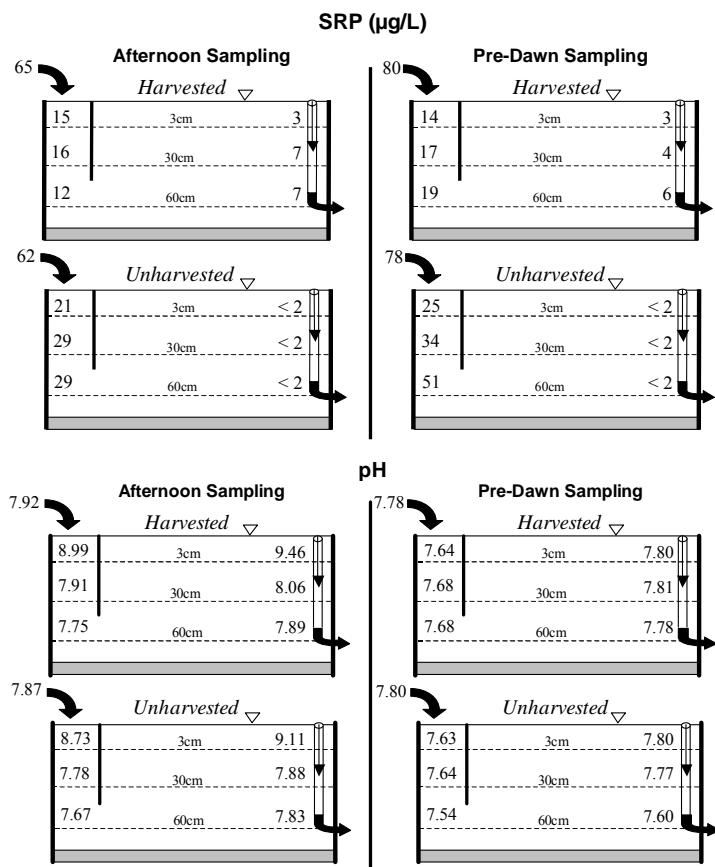 SRP (µg/L)
Afternoon Sampling
65
Harvested
15 3cm 3
16 30cm 7
12 60cm 7
62
Unharvested
21 3cm < 2
29 30cm < 2
29 60cm < 2
Pre-Dawn Sampling
80
Harvested
14 3cm 3
17 30cm 4
19 60cm 6
78
Unharvested
25 3cm < 2
34 30cm < 2
51 60cm < 2
pH
Afternoon Sampling
7.92
Harvested
8.99 3cm 9.46
7.91 30cm 8.06
7.75 60cm 7.89
7.87
Unharvested
8.73 3cm 9.11
7.78 30cm 7.88
7.67 60cm 7.83
Pre-Dawn Sampling
7.78
Harvested
7.64 3cm 7.80
7.68 30cm 7.81
7.68 60cm 7.78
7.80
Unharvested
7.63 3cm 7.80
7.64 30cm 7.77
7.54 60cm 7.60